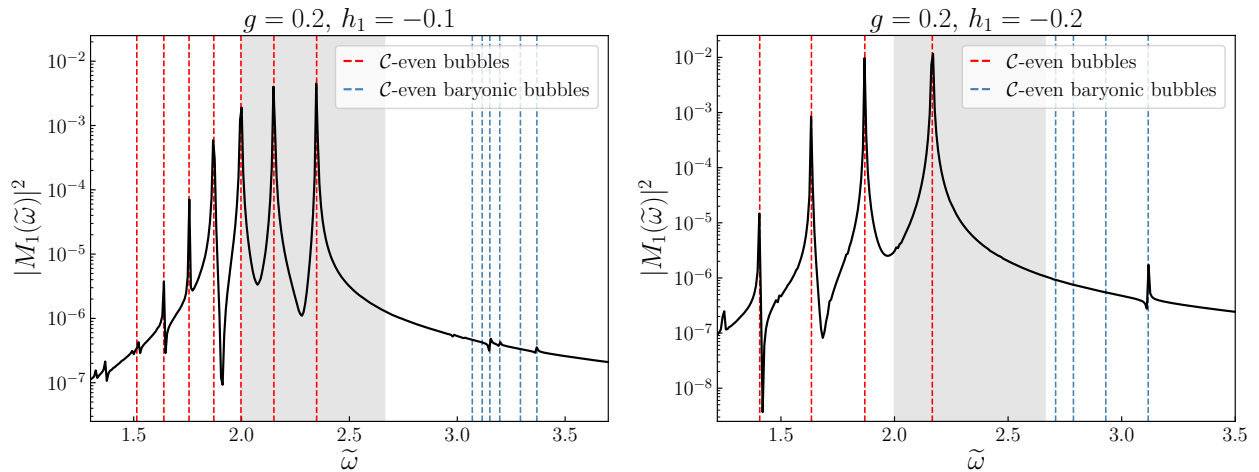 g = 0.2, h₁ = −0.1
𝒞-even bubbles
𝒞-even baryonic bubbles
10⁻²
10⁻³
10⁻⁴
10⁻⁵
10⁻⁶
10⁻⁷
|M₁(ω̃)|²
1.5 2.0 2.5 3.0 3.5
ω̃
g = 0.2, h₁ = −0.2
𝒞-even bubbles
𝒞-even baryonic bubbles
10⁻²
10⁻³
10⁻⁴
10⁻⁵
10⁻⁶
10⁻⁷
10⁻⁸
|M₁(ω̃)|²
1.5 2.0 2.5 3.0 3.5
ω̃